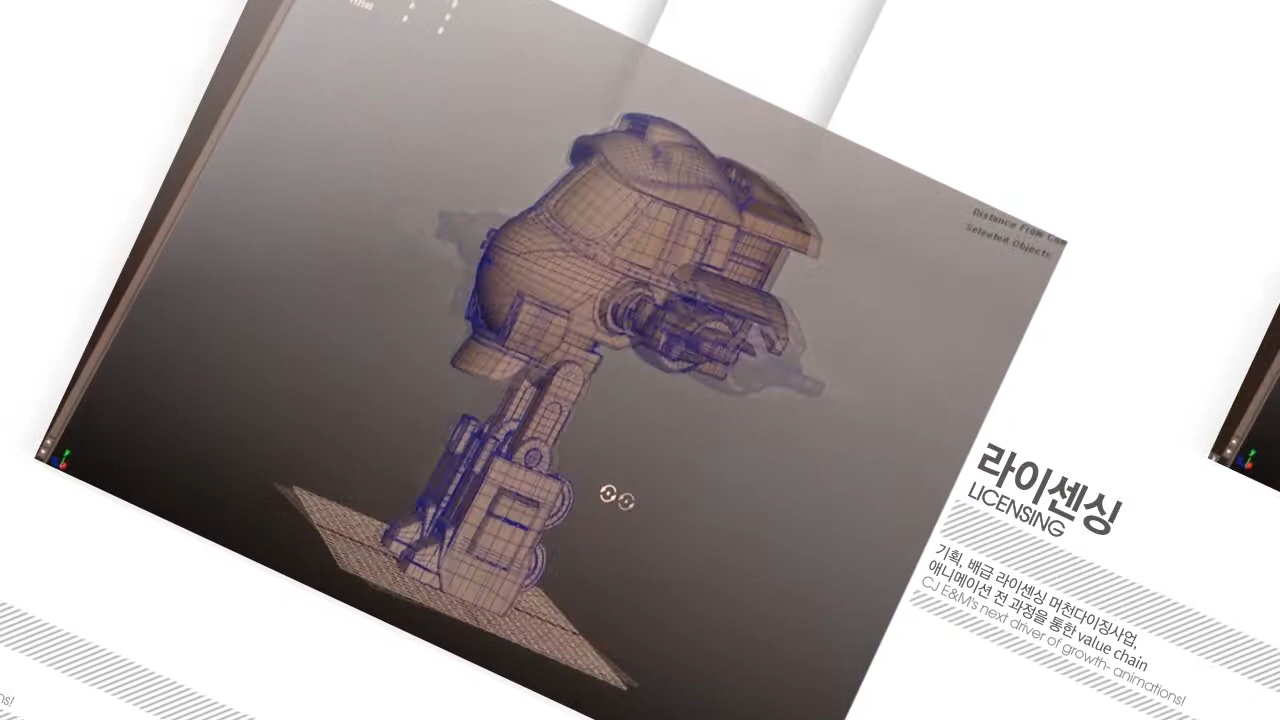 Distance From Cam
Selected Objects
라이센싱
LICENSING
기획, 배급 라이센싱 머천다이징사업,
애니메이션 전 과정을 통한 value chain
CJ E&M's next driver of growth- animations!
ns!